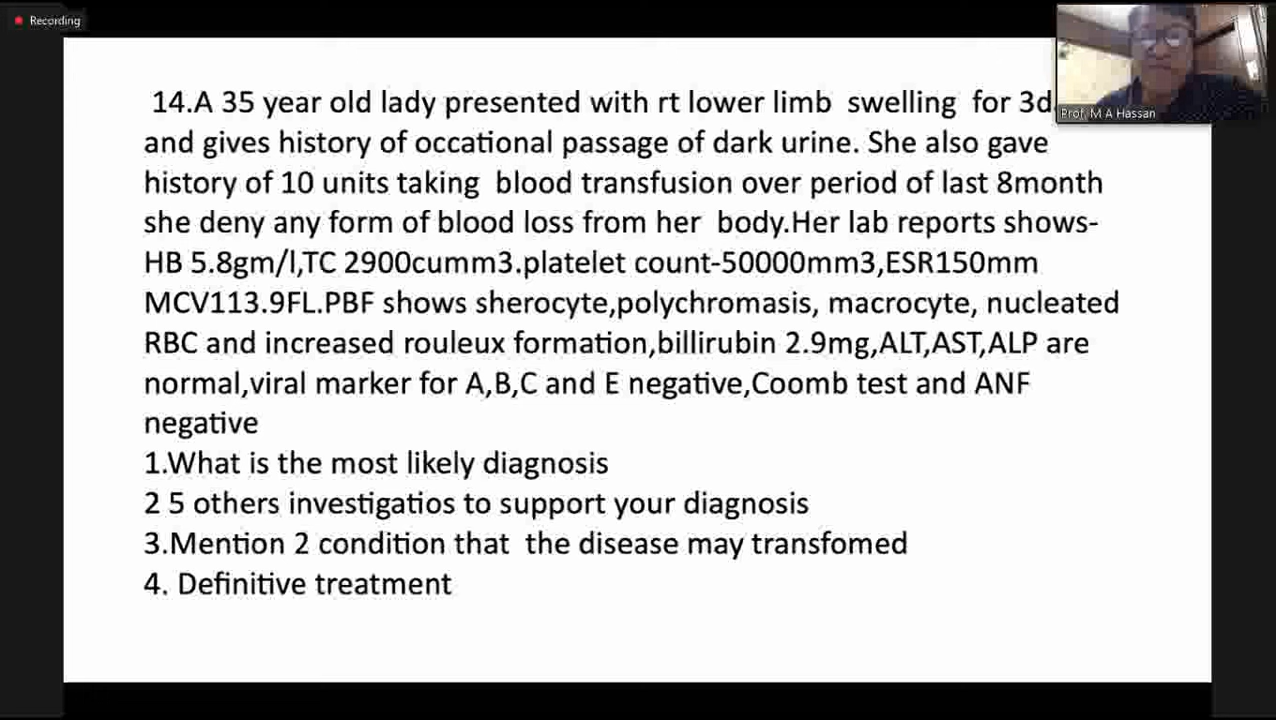 Recording
14.A 35 year old lady presented with rt lower limb swelling for 3d
and gives history of occational passage of dark urine. She also gave
history of 10 units taking blood transfusion over period of last 8month
she deny any form of blood loss from her body.Her lab reports shows-
HB 5.8gm/l,TC 2900cumm3.platelet count-50000mm3,ESR150mm
MCV113.9FL.PBF shows sherocyte,polychromasis, macrocyte, nucleated
RBC and increased rouleux formation,billirubin 2.9mg,ALT,AST,ALP are
normal,viral marker for A,B,C and E negative,Coomb test and ANF
negative
1.What is the most likely diagnosis
2 5 others investigatios to support your diagnosis
3.Mention 2 condition that the disease may transfomed
4. Definitive treatment
Prof. M A Hassan